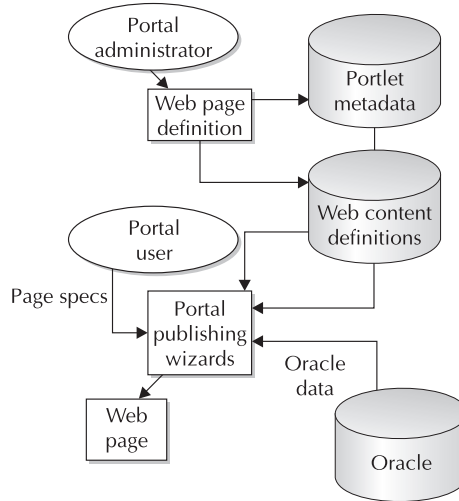 Portal
administrator
Portlet
metadata
Web page
definition
Web content
definitions
Portal
user
Page specs
Portal
publishing
wizards
Oracle
data
Web
page
Oracle